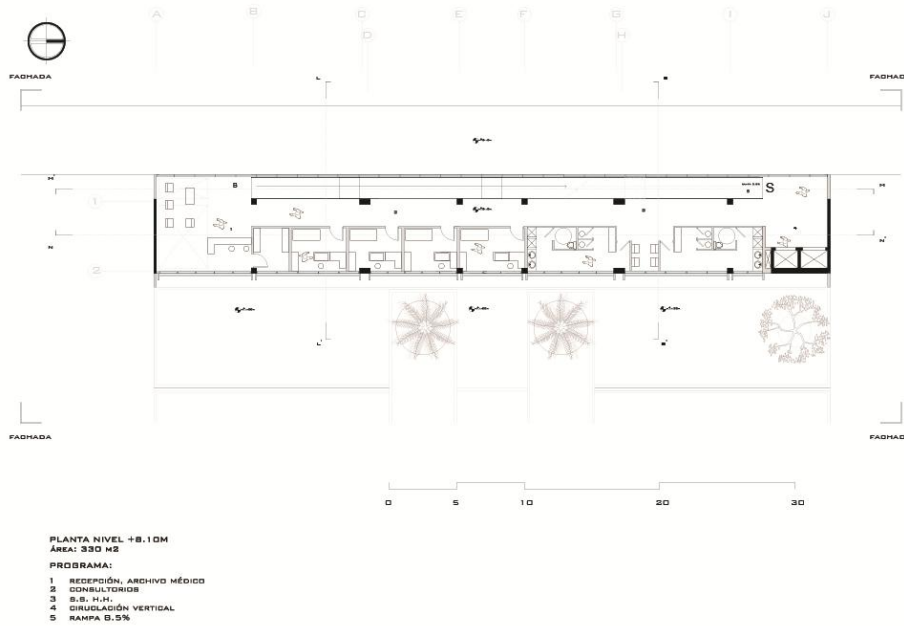 A B C E F G I J
D H
FACHADA FACHADA
B S
1
2
FACHADA FACHADA
0 5 10 20 30
PLANTA NIVEL +8.10M
ÁREA: 330 M2
PROGRAMA:
1 RECEPCIÓN, ARCHIVO MÉDICO
2 CONSULTORIOS
3 S.S. H.H.
4 CIRUCLACIÓN VERTICAL
5 RAMPA 8.5%